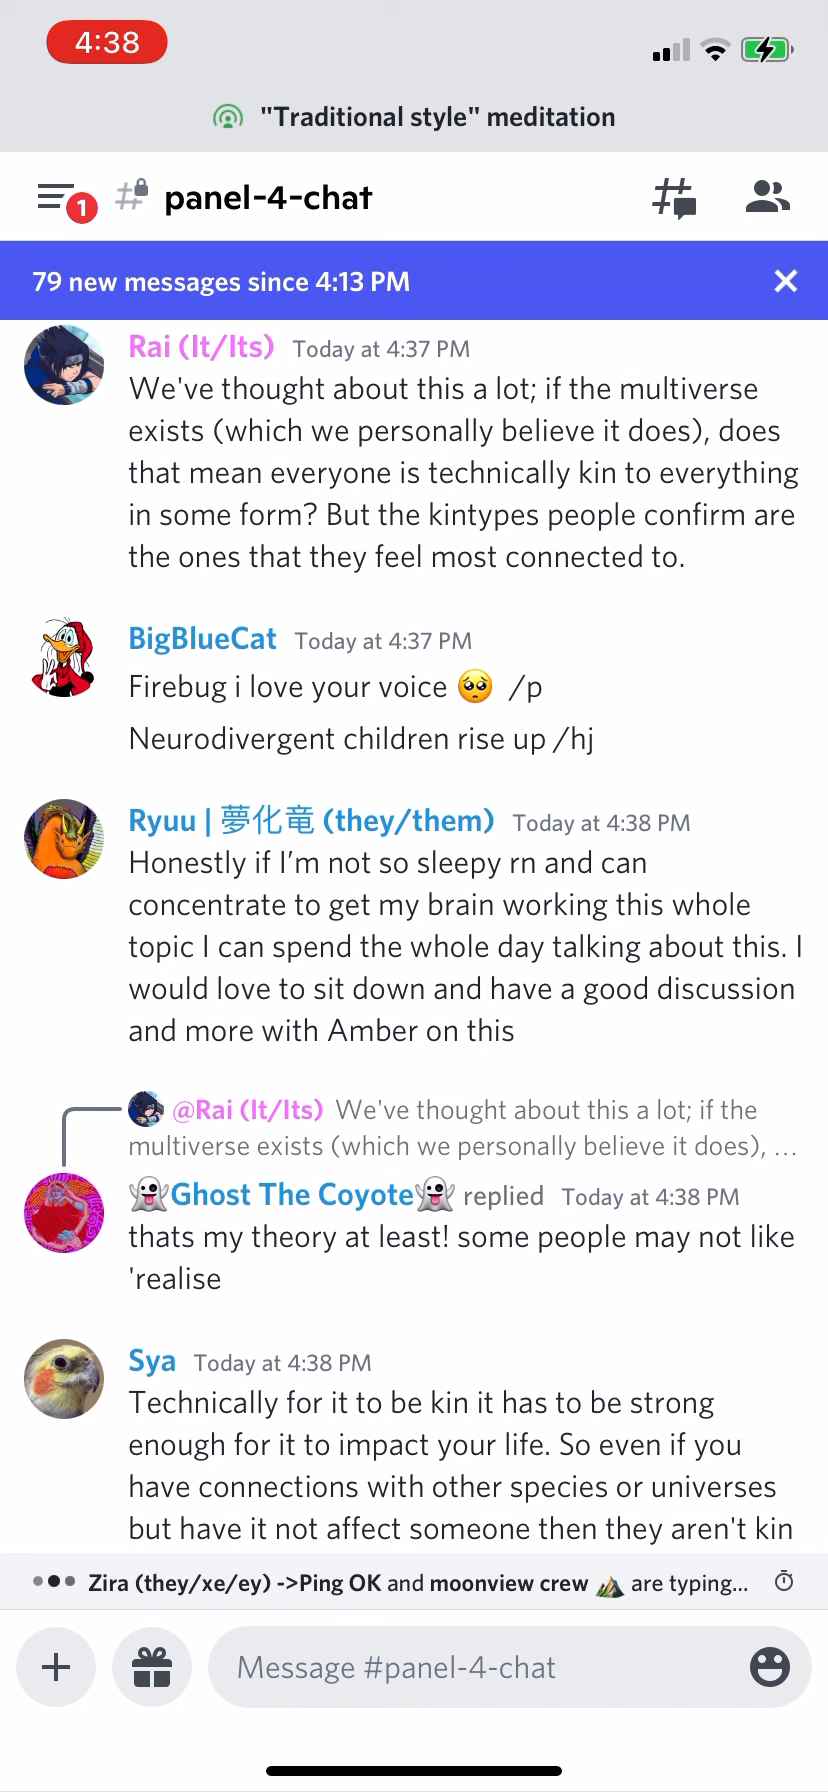 4:38
"Traditional style" meditation
1
panel-4-chat
79 new messages since 4:13 PM
Rai (It/Its) Today at 4:37 PM
We've thought about this a lot; if the multiverse
exists (which we personally believe it does), does
that mean everyone is technically kin to everything
in some form? But the kintypes people confirm are
the ones that they feel most connected to.
BigBlueCat Today at 4:37 PM
Firebug i love your voice 🥺 /p
Neurodivergent children rise up /hj
Ryuu | 夢化竜 (they/them) Today at 4:38 PM
Honestly if I’m not so sleepy rn and can
concentrate to get my brain working this whole
topic I can spend the whole day talking about this. I
would love to sit down and have a good discussion
and more with Amber on this
@Rai (It/Its) We've thought about this a lot; if the
multiverse exists (which we personally believe it does), ...
👻Ghost The Coyote👻 replied Today at 4:38 PM
thats my theory at least! some people may not like
'realise
Sya Today at 4:38 PM
Technically for it to be kin it has to be strong
enough for it to impact your life. So even if you
have connections with other species or universes
but have it not affect someone then they aren't kin
Zira (they/xe/ey) ->Ping OK and moonview crew ⛰️ are typing...
Message #panel-4-chat